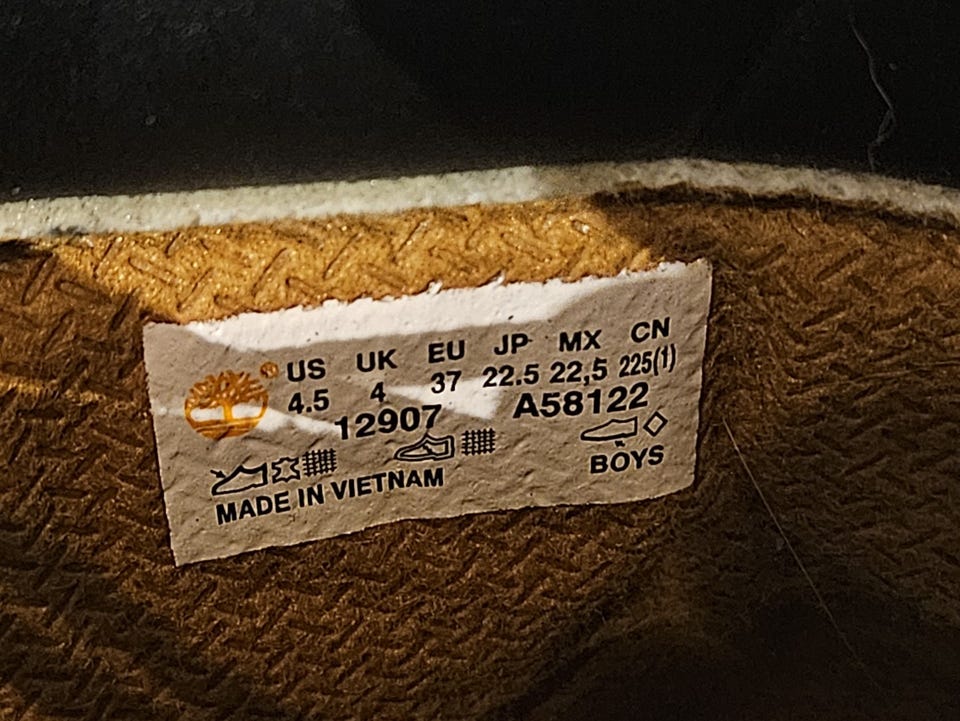 US UK EU JP MX CN
4.5 4 37 22.5 22,5 225(1)
12907 A58122
BOYS
MADE IN VIETNAM